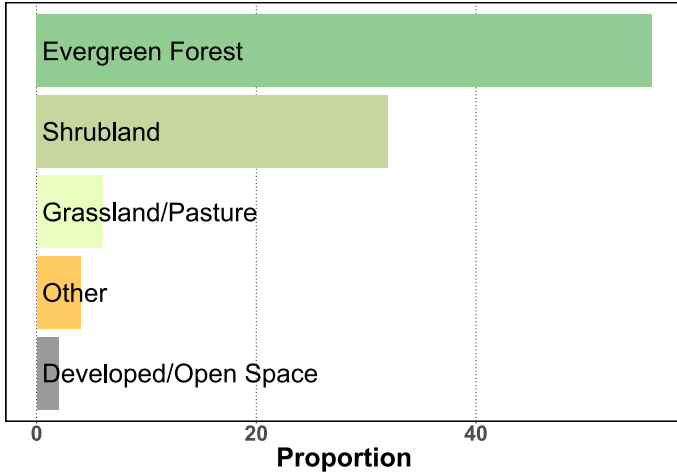 Evergreen Forest
Shrubland
Grassland/Pasture
Other
Developed/Open Space
0 20 40
Proportion